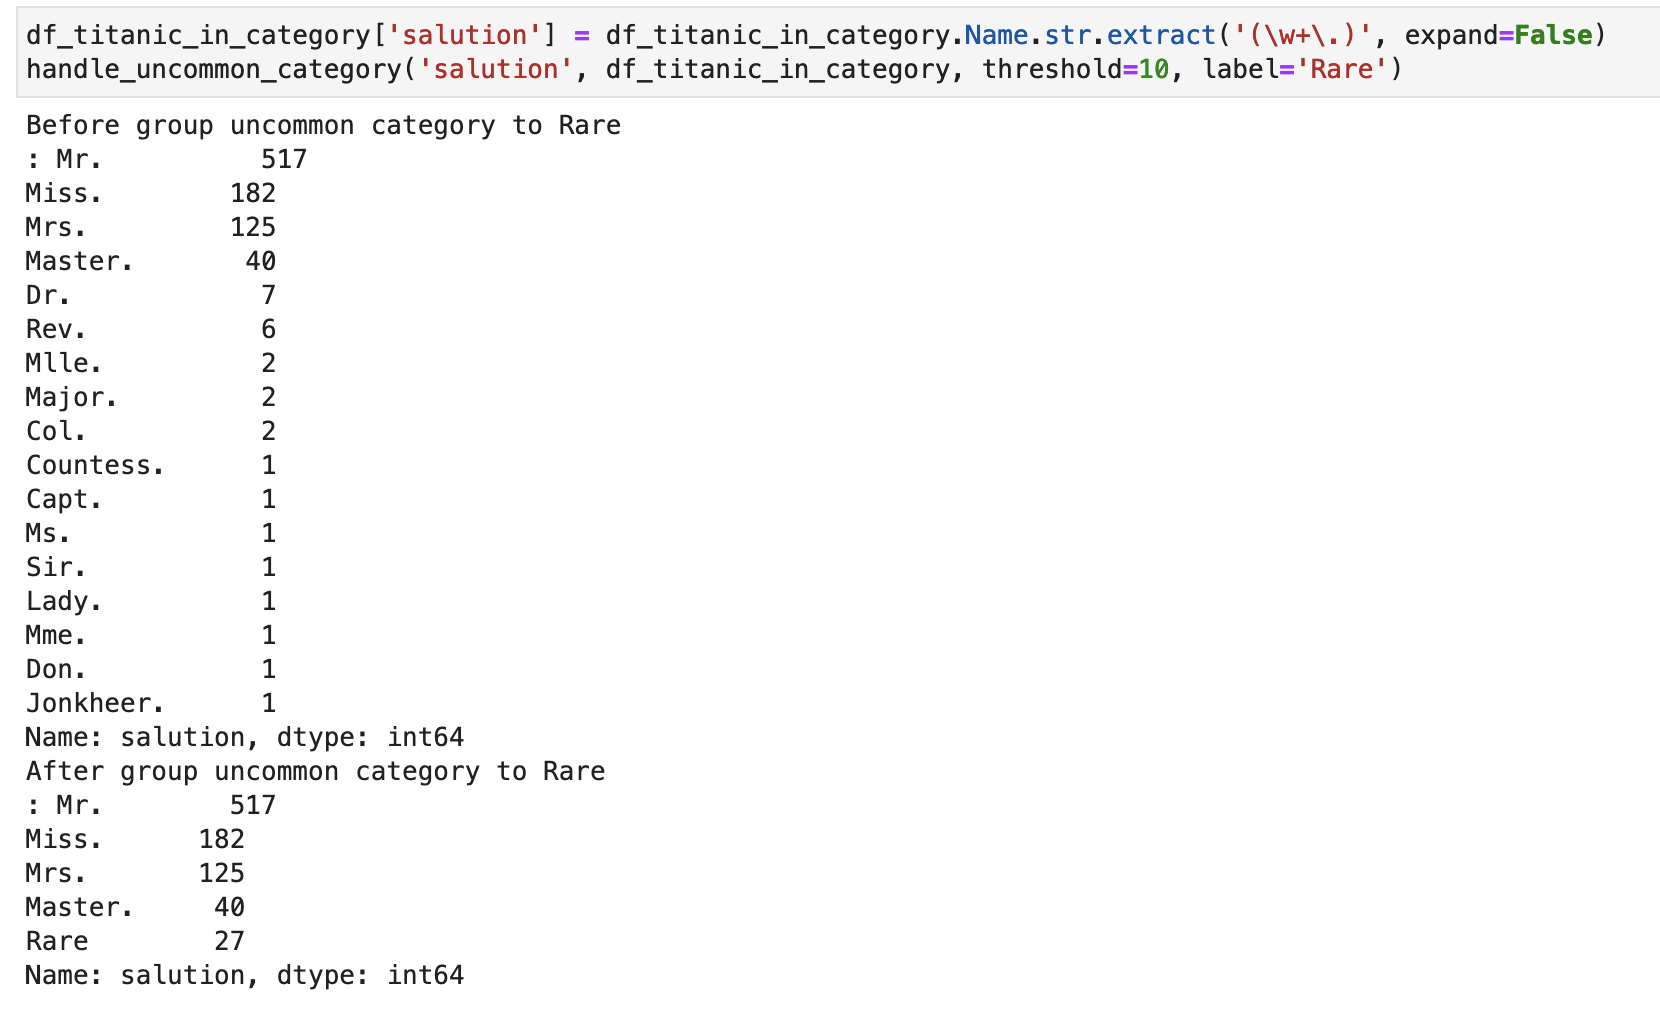 df_titanic_in_category['salution'] = df_titanic_in_category.Name.str.extract('(\w+\.)', expand=False)
handle_uncommon_category('salution', df_titanic_in_category, threshold=10, label='Rare')
Before group uncommon category to Rare
: Mr.          517
Miss.        182
Mrs.         125
Master.       40
Dr.            7
Rev.           6
Mlle.          2
Major.         2
Col.           2
Countess.      1
Capt.          1
Ms.            1
Sir.           1
Lady.          1
Mme.           1
Don.           1
Jonkheer.      1
Name: salution, dtype: int64
After group uncommon category to Rare
: Mr.        517
Miss.      182
Mrs.       125
Master.     40
Rare        27
Name: salution, dtype: int64